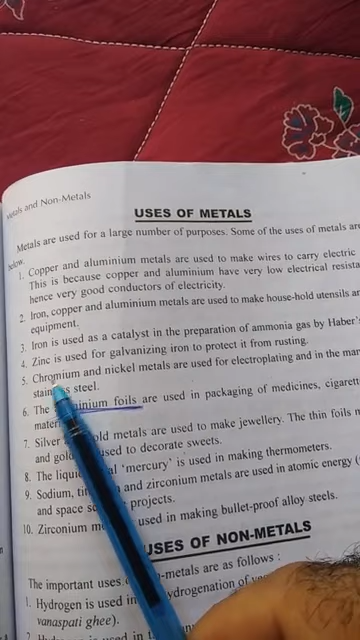 Metals and Non-Metals
USES OF METALS
Metals are used for a large number of purposes. Some of the uses of metals are
below.
1. Copper and aluminium metals are used to make wires to carry electric
This is because copper and aluminium have very low electrical
hence very good conductors of electricity.
2. Iron, copper and aluminium metals are used to make house-hold utensils
equipment.
3. Iron is used as a catalyst in the preparation of ammonia gas by Haber's
4. Zinc is used for galvanizing iron to protect it from rusting.
5. Chromium and nickel metals are used for electroplating and in the
steel.
6. The foils are used in packaging of medicines,
7. Silver metals are used to make jewellery. The thin foils
and used to decorate sweets.
8. The 'mercury' is used in making thermometers.
9. Sodium, and zirconium metals are used in atomic energy
and space projects.
10. Zirconium used in making bullet-proof alloy steels.
USES OF NON-METALS
The important uses -metals are as follows :
1. Hydrogen is used in
vanaspati ghee).